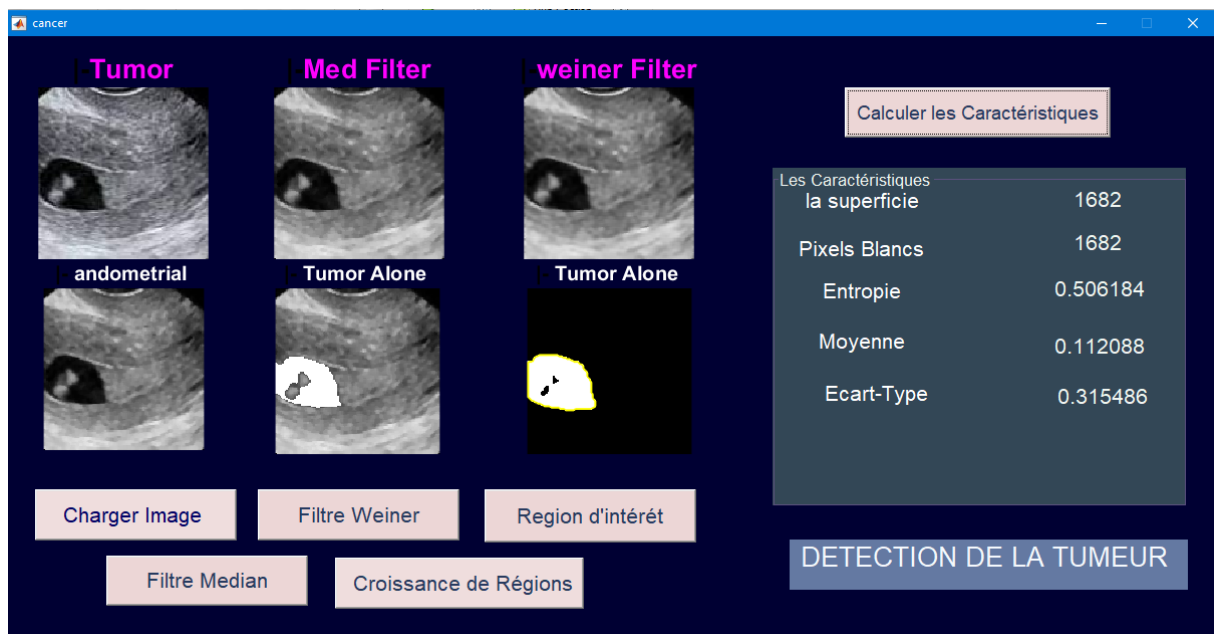 cancer
Tumor
Med Filter
weiner Filter
andometrial
Tumor Alone
Tumor Alone
Charger Image
Filtre Weiner
Region d'intérét
Filtre Median
Croissance de Régions
Calculer les Caractéristiques
Les Caractéristiques
la superficie 1682
Pixels Blancs 1682
Entropie 0.506184
Moyenne 0.112088
Ecart-Type 0.315486
DETECTION DE LA TUMEUR